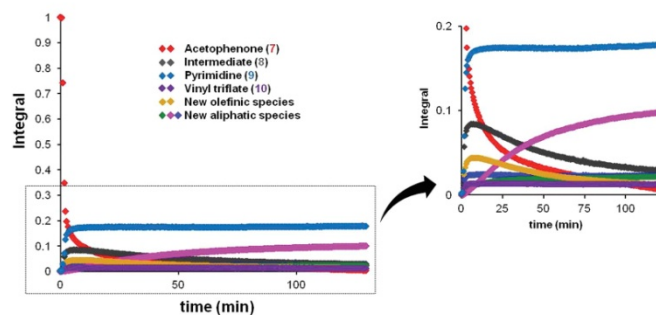 1
0.9
0.8
0.7
0.6
0.5
0.4
0.3
0.2
0.1
0
Integral
0
50
100
time (min)
Acetophenone (7)
Intermediate (8)
Pyrimidine (9)
Vinyl triflate (10)
New olefinic species
New aliphatic species
0.2
0.1
0
Integral
0
25
50
75
100
time (min)